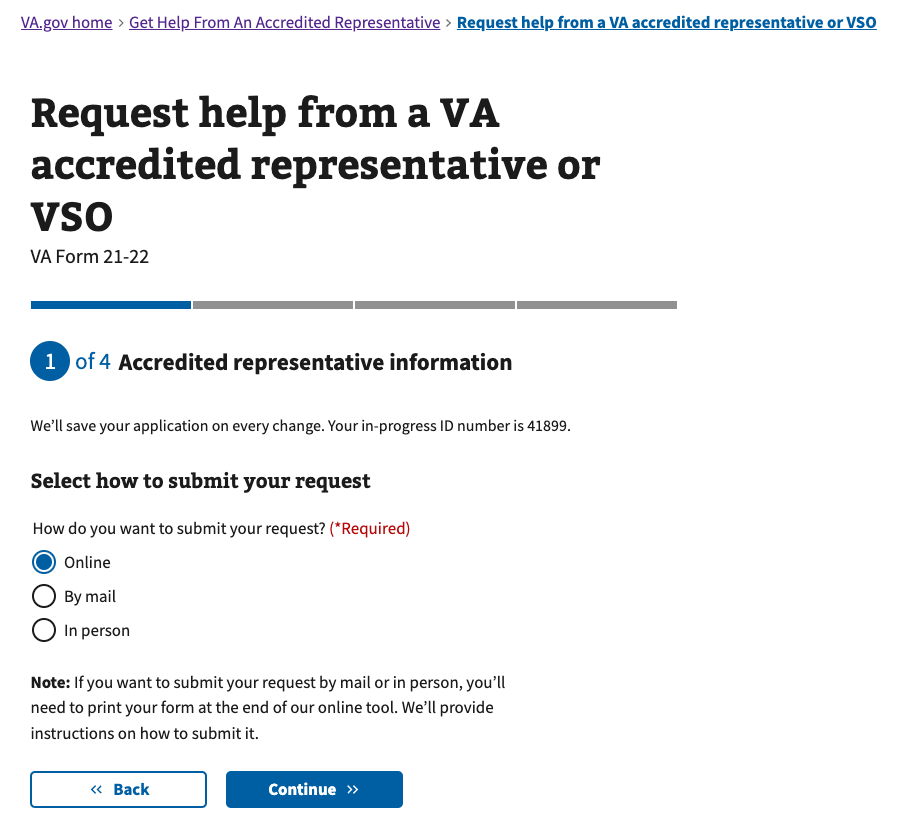 VA.gov home › Get Help From An Accredited Representative › Request help from a VA accredited representative or VSO
Request help from a VA
accredited representative or
VSO
VA Form 21-22
1 of 4 Accredited representative information
We’ll save your application on every change. Your in-progress ID number is 41899.
Select how to submit your request
How do you want to submit your request? (*Required)
Online
By mail
In person
Note: If you want to submit your request by mail or in person, you’ll
need to print your form at the end of our online tool. We’ll provide
instructions on how to submit it.
« Back
Continue »